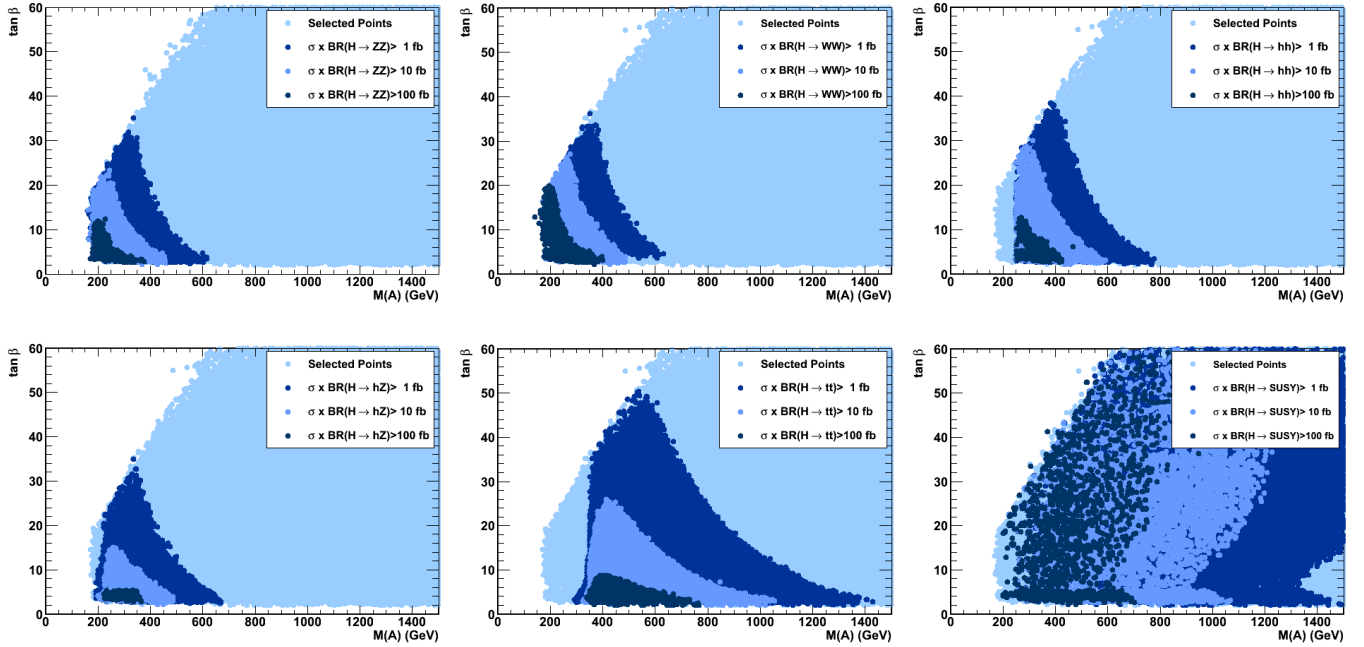 tan β
60
50
40
30
20
10
0
Selected Points
σ x BR(H → ZZ)> 1 fb
σ x BR(H → ZZ)> 10 fb
σ x BR(H → ZZ)>100 fb
0 200 400 600 800 1000 1200 1400
M(A) (GeV)
tan β
60
50
40
30
20
10
0
Selected Points
σ x BR(H → WW)> 1 fb
σ x BR(H → WW)> 10 fb
σ x BR(H → WW)>100 fb
0 200 400 600 800 1000 1200 1400
M(A) (GeV)
tan β
60
50
40
30
20
10
0
Selected Points
σ x BR(H → hh)> 1 fb
σ x BR(H → hh)> 10 fb
σ x BR(H → hh)>100 fb
0 200 400 600 800 1000 1200 1400
M(A) (GeV)
tan β
60
50
40
30
20
10
0
Selected Points
σ x BR(H → hZ)> 1 fb
σ x BR(H → hZ)> 10 fb
σ x BR(H → hZ)>100 fb
0 200 400 600 800 1000 1200 1400
M(A) (GeV)
tan β
60
50
40
30
20
10
0
Selected Points
σ x BR(H → tt)> 1 fb
σ x BR(H → tt)> 10 fb
σ x BR(H → tt)>100 fb
0 200 400 600 800 1000 1200 1400
M(A) (GeV)
tan β
60
50
40
30
20
10
0
Selected Points
σ x BR(H → SUSY)> 1 fb
σ x BR(H → SUSY)> 10 fb
σ x BR(H → SUSY)>100 fb
0 200 400 600 800 1000 1200 1400
M(A) (GeV)